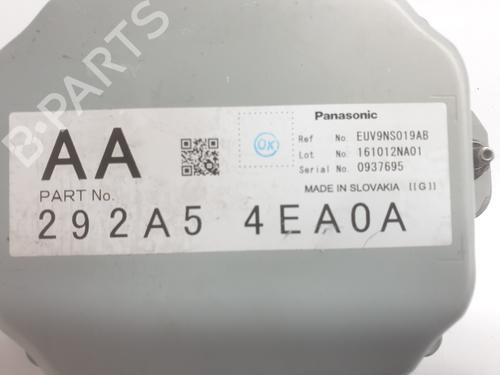 B-PARTS
AA
PART No.
292A5 4EA0A
OK
Panasonic
Ref No. EUV9NS019AB
Lot No. 161012NA01
Serial No. 0937695
MADE IN SLOVAKIA [[G]]